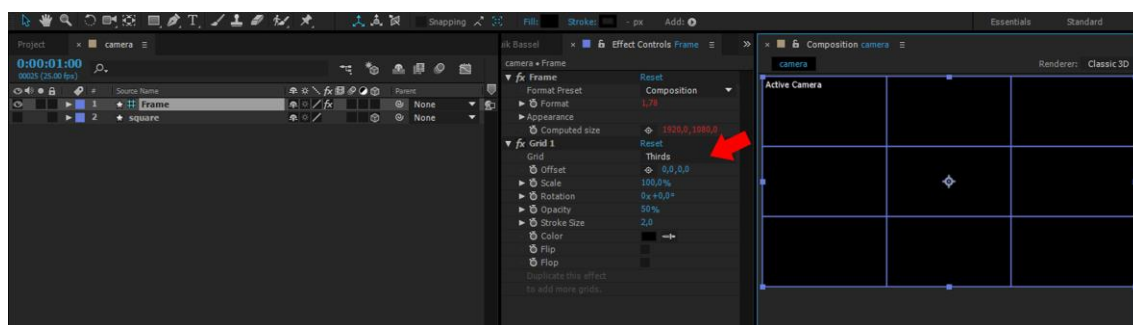 Snapping
Fill:
Stroke:
- px
Add:
Essentials
Standard
Project
camera
0:00:01:00
00025 (25.00 fps)
# Source Name
Parent
1 Frame
None
2 square
None
uik Bassel
Effect Controls Frame
camera • Frame
fx Frame Reset
Format Preset Composition
Format 1,78
Appearance
Computed size 1920,0,1080,0
fx Grid 1 Reset
Grid Thirds
Offset 0,0,0,0
Scale 100,0%
Rotation 0x+0,0°
Opacity 50%
Stroke Size 2,0
Color
Flip
Flop
Duplicate this effect
to add more grids.
Composition camera
camera
Renderer: Classic 3D
Active Camera